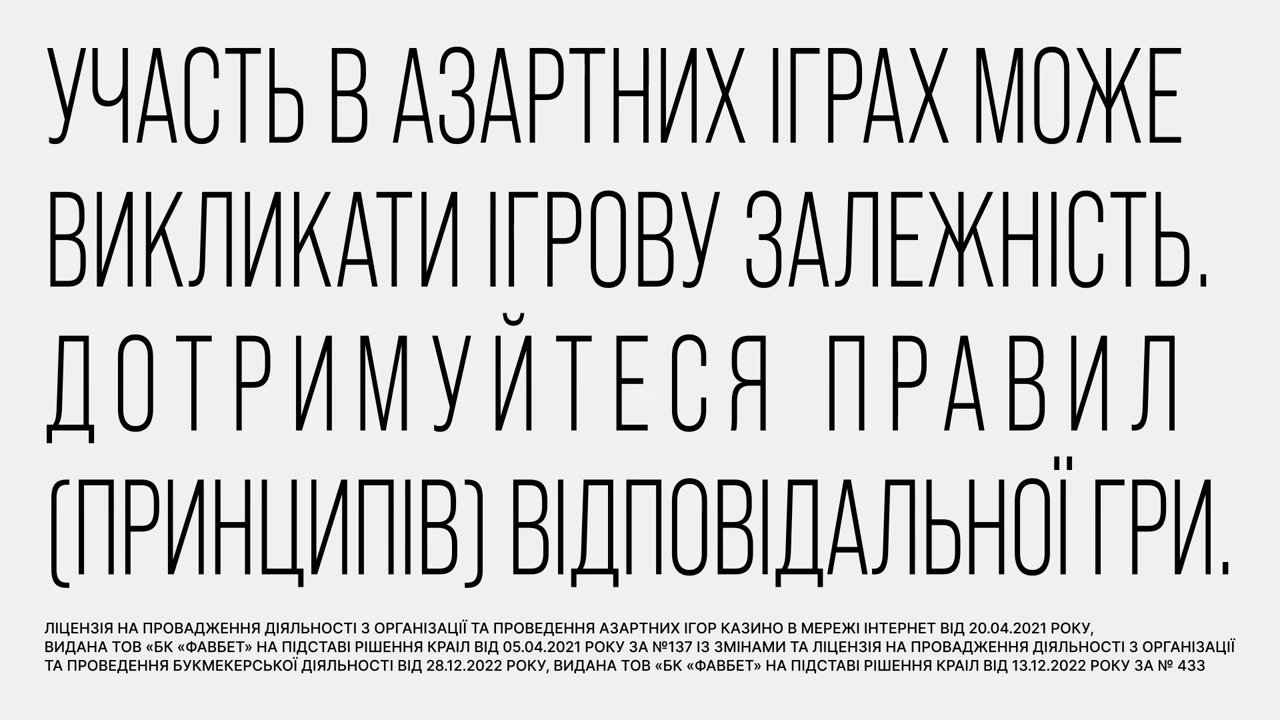 УЧАСТЬ В АЗАРТНИХ ІГРАХ МОЖЕ
ВИКЛИКАТИ ІГРОВУ ЗАЛЕЖНІСТЬ.
ДОТРИМУЙТЕСЯ ПРАВИЛ
(ПРИНЦИПІВ) ВІДПОВІДАЛЬНОЇ ГРИ.
ЛІЦЕНЗІЯ НА ПРОВАДЖЕННЯ ДІЯЛЬНОСТІ З ОРГАНІЗАЦІЇ ТА ПРОВЕДЕННЯ АЗАРТНИХ ІГОР КАЗИНО В МЕРЕЖІ ІНТЕРНЕТ ВІД 20.04.2021 РОКУ,
ВИДАНА ТОВ «БК «ФАВБЕТ» НА ПІДСТАВІ РІШЕННЯ КРАІЛ ВІД 05.04.2021 РОКУ ЗА №137 ІЗ ЗМІНАМИ ТА ЛІЦЕНЗІЯ НА ПРОВАДЖЕННЯ ДІЯЛЬНОСТІ З ОРГАНІЗАЦІЇ
ТА ПРОВЕДЕННЯ БУКМЕКЕРСЬКОЇ ДІЯЛЬНОСТІ ВІД 28.12.2022 РОКУ, ВИДАНА ТОВ «БК «ФАВБЕТ» НА ПІДСТАВІ РІШЕННЯ КРАІЛ ВІД 13.12.2022 РОКУ ЗА № 433